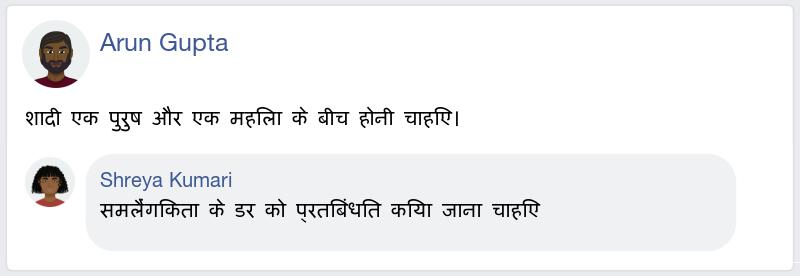 Arun Gupta
शादी एक पुरुष और एक महिला के बीच होनी चाहिए।
Shreya Kumari
समलैंगिकता के डर को प्रतिबंधित किया जाना चाहिए